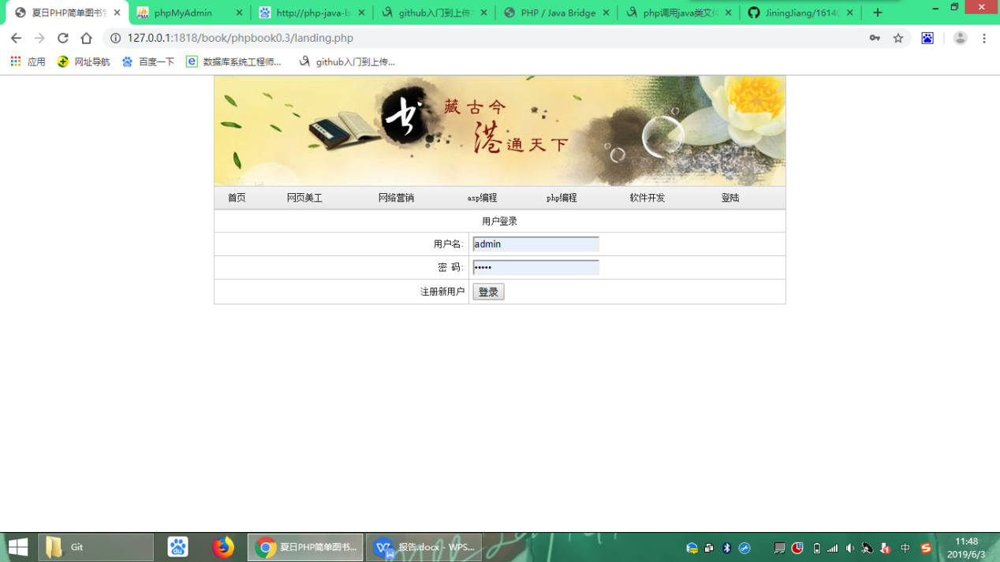 夏日PHP简单图书管
phpMyAdmin
http://php-java-b
github入门到上传本
PHP / Java Bridge
php调用java类文件
JiningJiang/16140
127.0.0.1:1818/book/phpbook0.3/landing.php
应用
网址导航
百度一下
数据库系统工程师...
github入门到上传...
书
藏古今
港通天下
首页 网页美工 网络营销 asp编程 php编程 软件开发 登陆
用户登录
用户名: admin
密 码: •••••
注册新用户 登录
Git
夏日PHP简单图书...
报告.docx - WPS...
中
11:48
2019/6/3